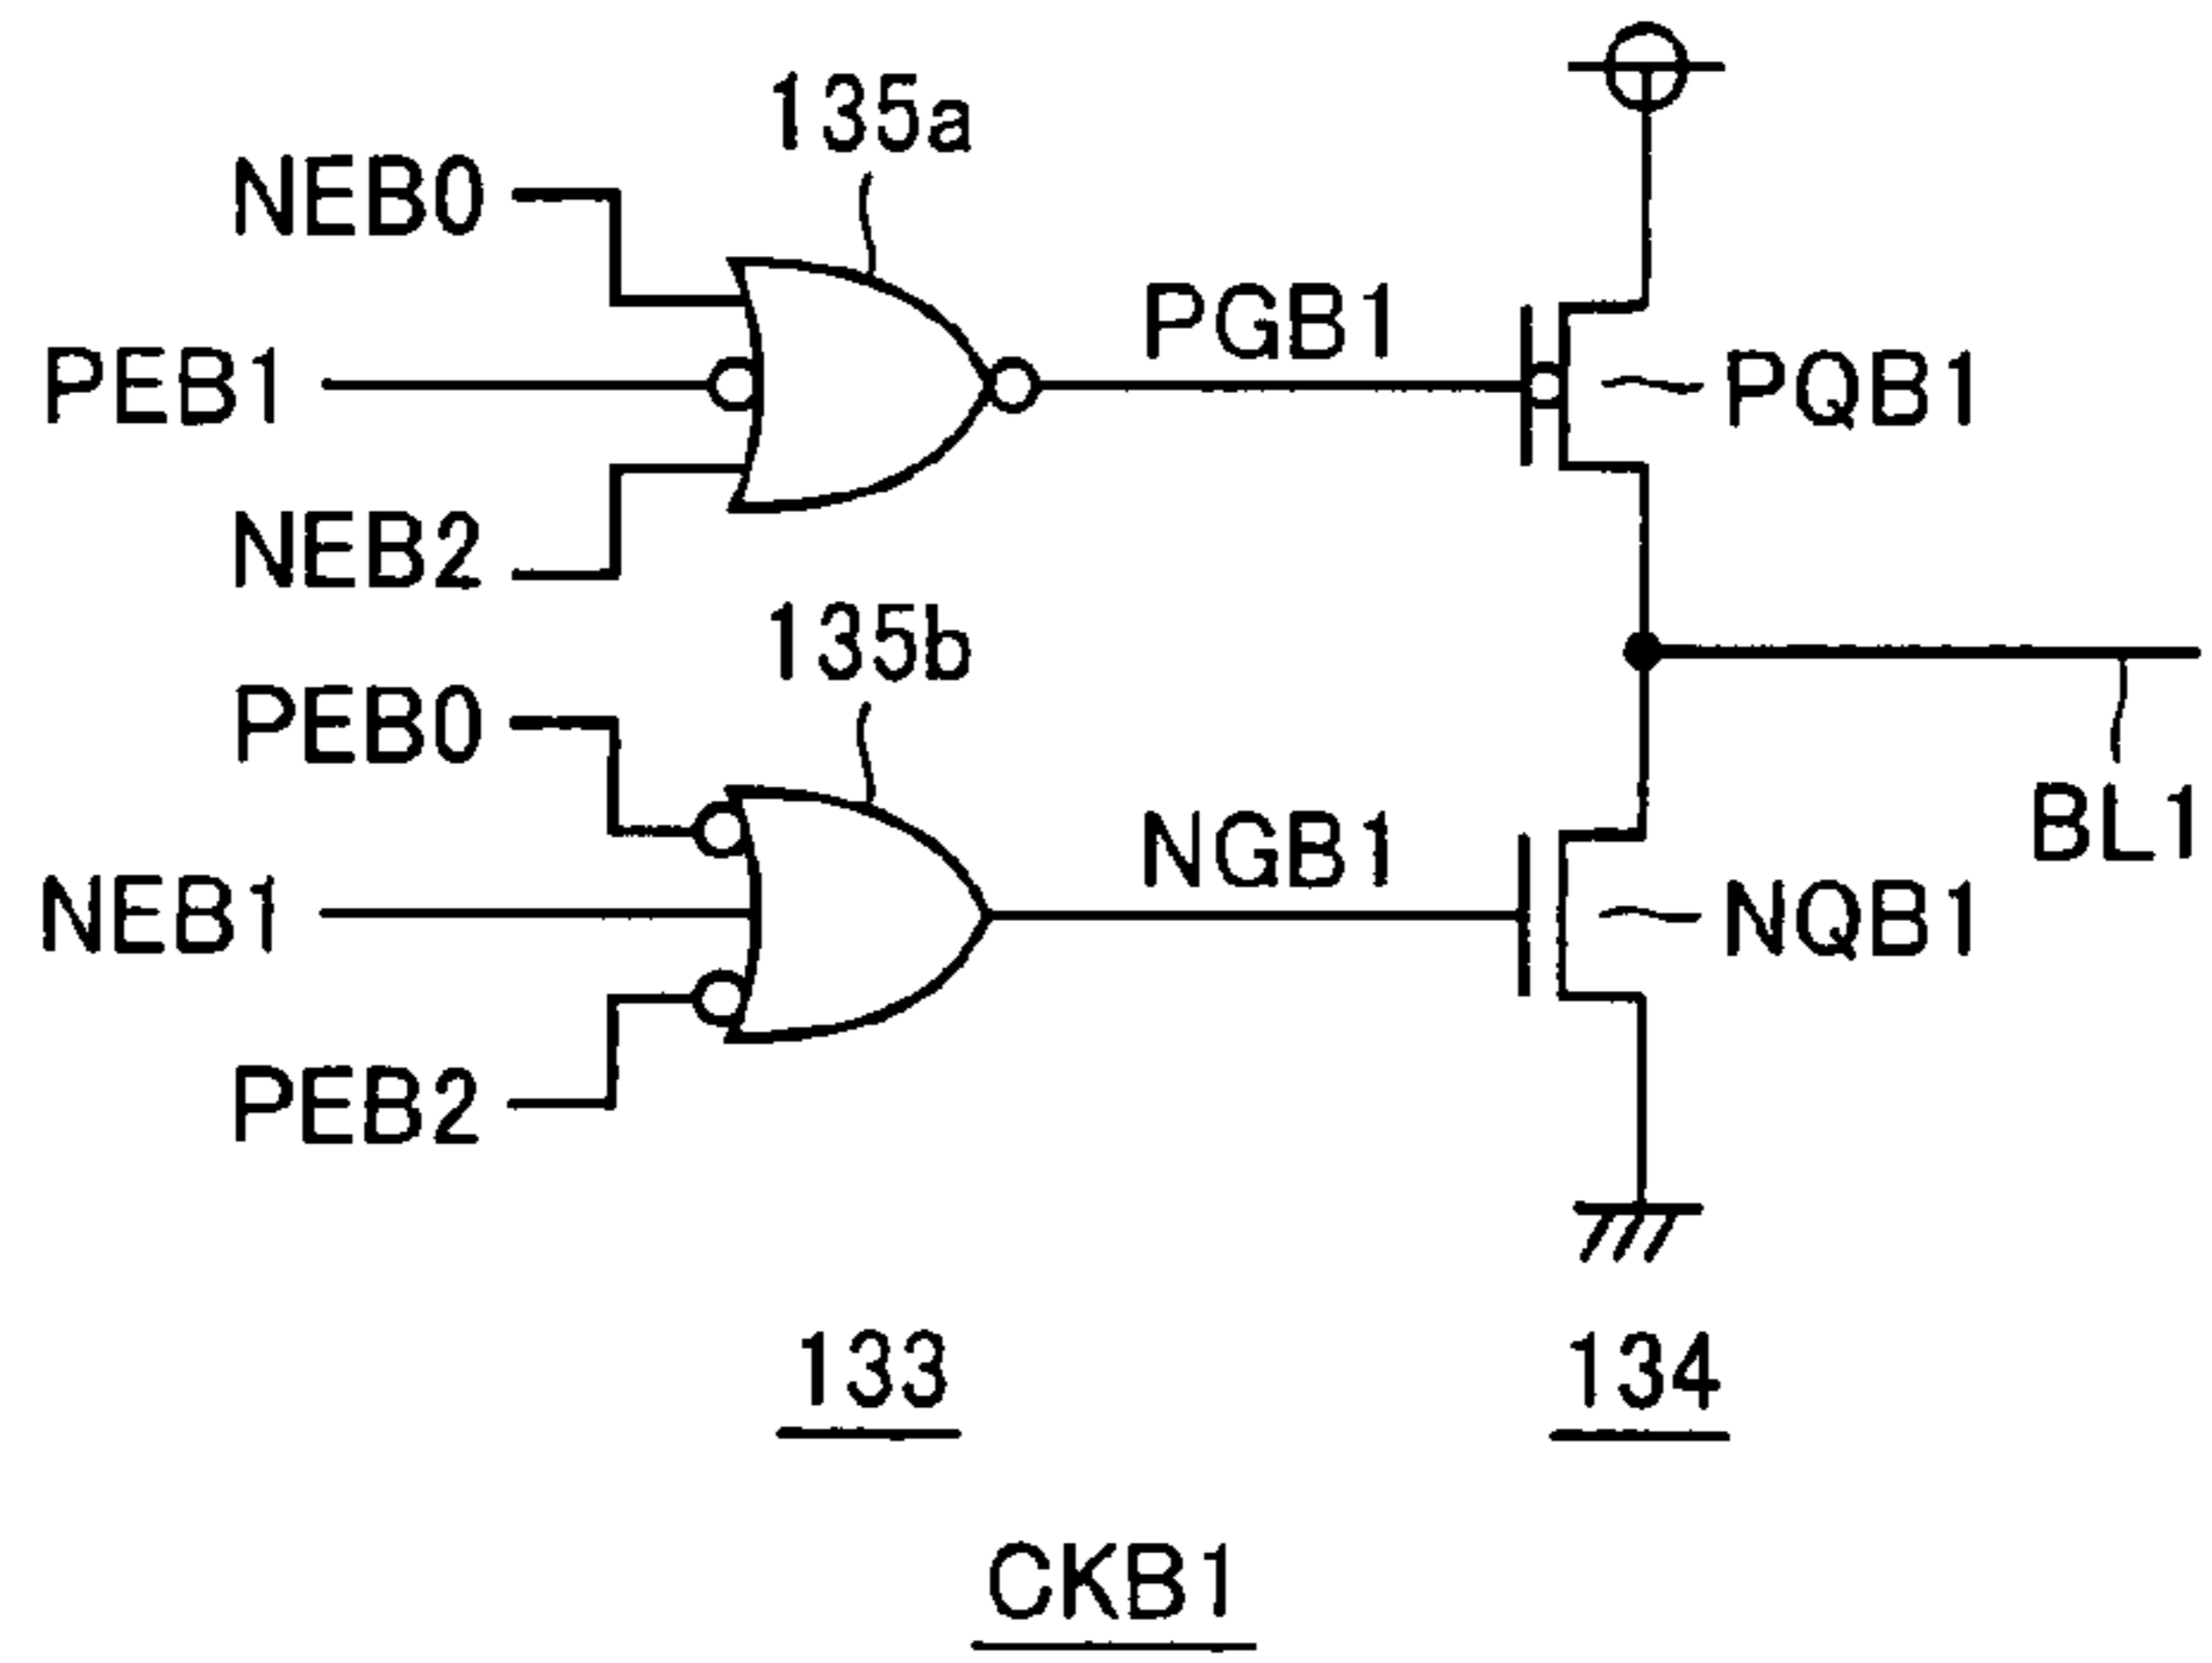 135a
NEB0
PGB1
PEB1
PQB1
NEB2
135b
PEB0
BL1
NGB1
NEB1
NQB1
PEB2
133
134
CKB1